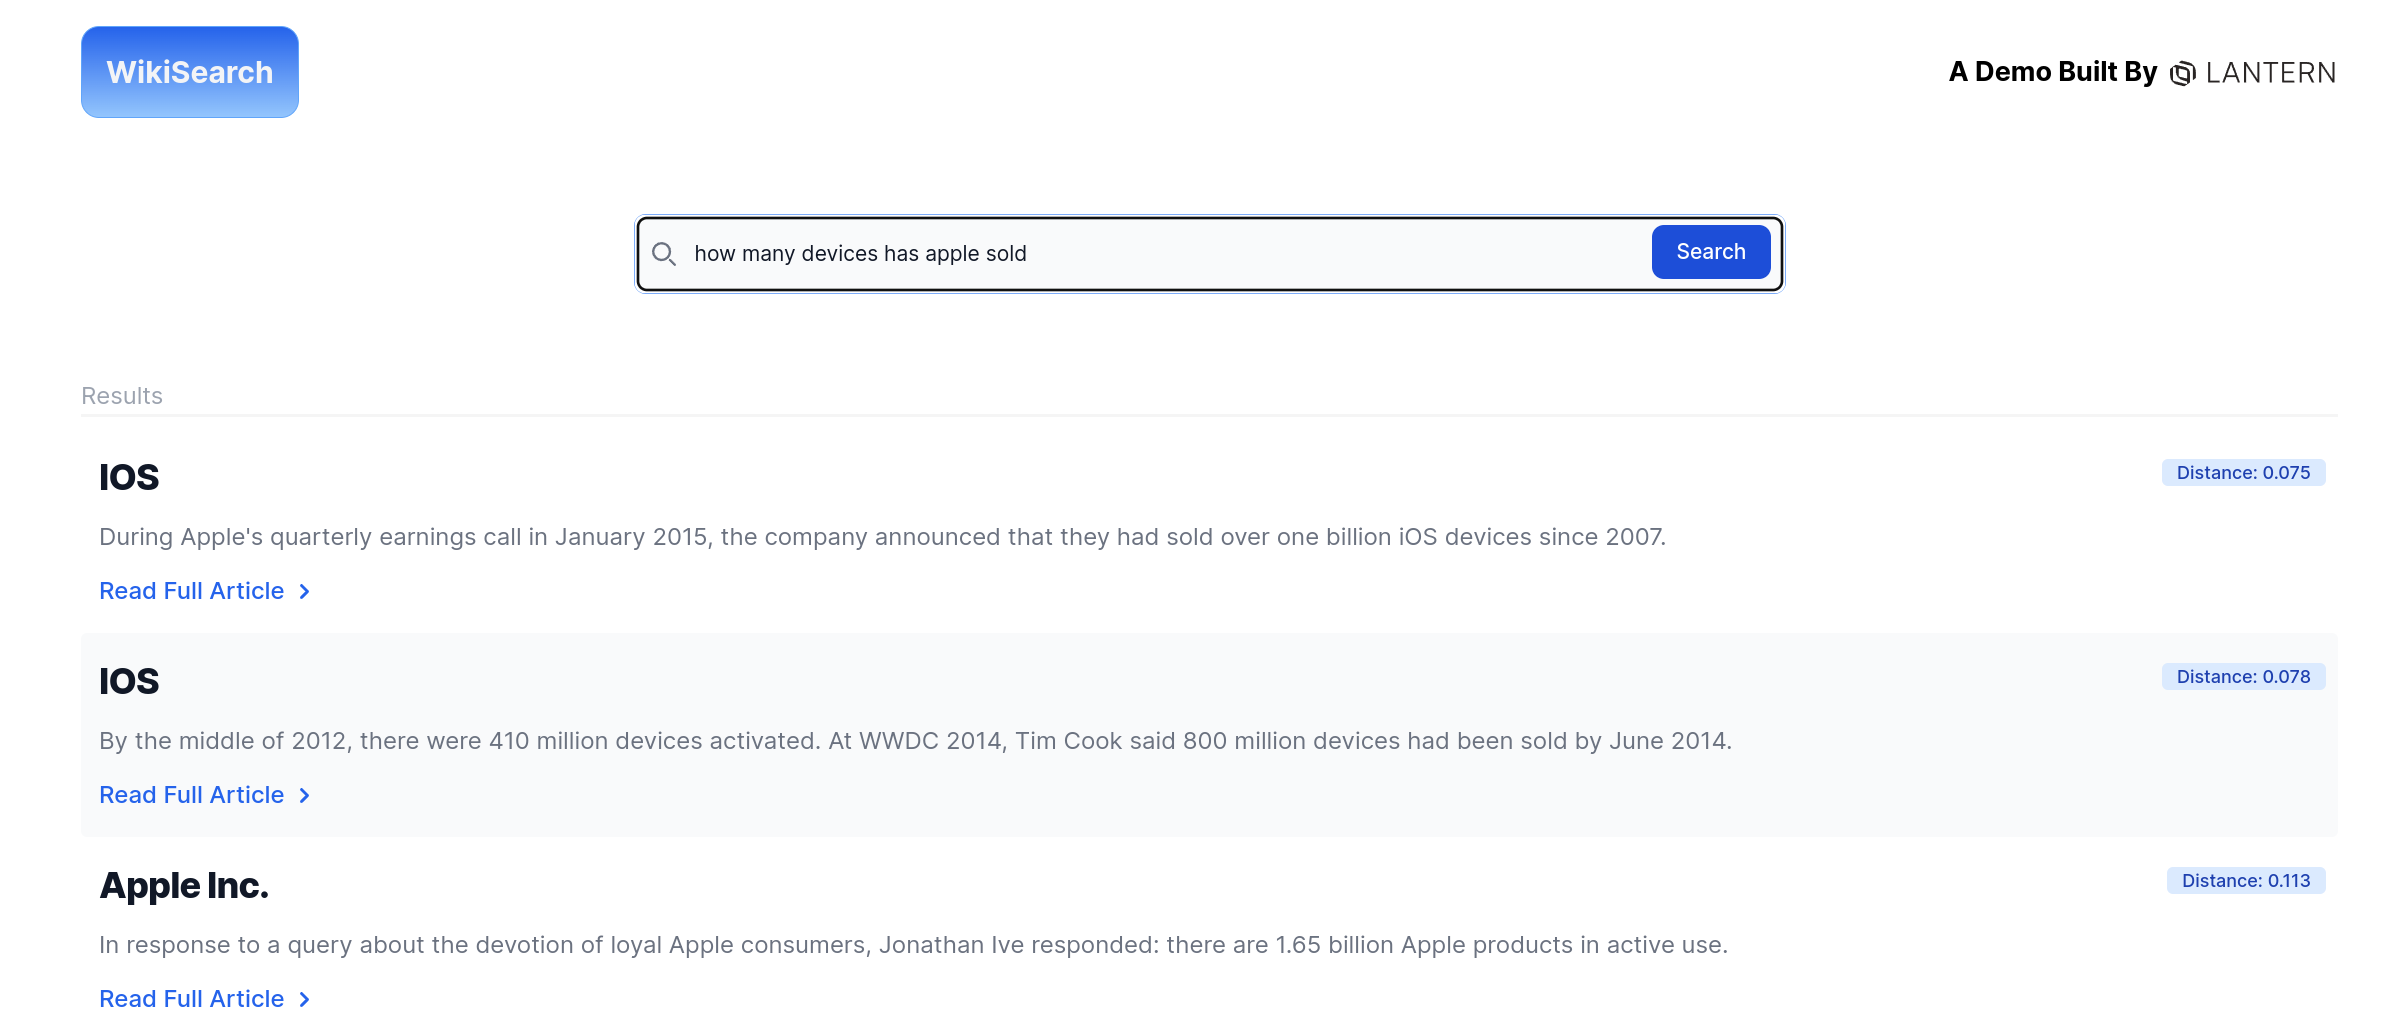 WikiSearch
A Demo Built By LANTERN
how many devices has apple sold
Search
Results
IOS
Distance: 0.075
During Apple's quarterly earnings call in January 2015, the company announced that they had sold over one billion iOS devices since 2007.
Read Full Article
IOS
Distance: 0.078
By the middle of 2012, there were 410 million devices activated. At WWDC 2014, Tim Cook said 800 million devices had been sold by June 2014.
Read Full Article
Apple Inc.
Distance: 0.113
In response to a query about the devotion of loyal Apple consumers, Jonathan Ive responded: there are 1.65 billion Apple products in active use.
Read Full Article